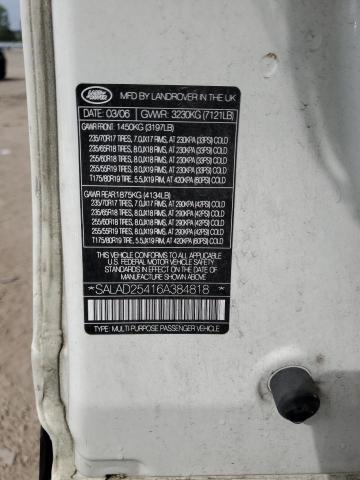 LAND ROVER
MFD BY LANDROVER IN THE UK
DATE: 03/06 GVWR: 3230KG (7121LB)
GAWR FRONT: 1450KG (3197LB)
235/70R17 TIRES, 7.0JX17 RIMS, AT 230KPA (33PSI) COLD
235/65R18 TIRES, 8.0JX18 RIMS, AT 230KPA (33PSI) COLD
255/60R18 TIRES, 8.0JX18 RIMS, AT 230KPA (33PSI) COLD
255/55R19 TIRES, 8.0JX19 RIMS, AT 230KPA (33PSI) COLD
T175/80R19 TIRES, 5.5JX19 RIMS, AT 420KPA (60PSI) COLD
GAWR REAR 1875KG (4134LB)
235/70R17 TIRES, 7.0JX17 RIMS, AT 290KPA (42PSI) COLD
235/65R18 TIRES, 8.0JX18 RIMS, AT 290KPA (42PSI) COLD
255/60R18 TIRES, 8.0JX18 RIMS, AT 290KPA (42PSI) COLD
255/55R19 TIRES, 8.0JX19 RIMS, AT 290KPA (42PSI) COLD
T175/80R19 TIRES, 5.5JX19 RIMS, AT 420KPA (60PSI) COLD
THIS VEHICLE CONFORMS TO ALL APPLICABLE
U.S. FEDERAL MOTOR VEHICLE SAFETY
STANDARDS IN EFFECT ON THE DATE OF
MANUFACTURE SHOWN ABOVE.
*SALAD25416A384818*
TYPE: MULTI-PURPOSE PASSENGER VEHICLE